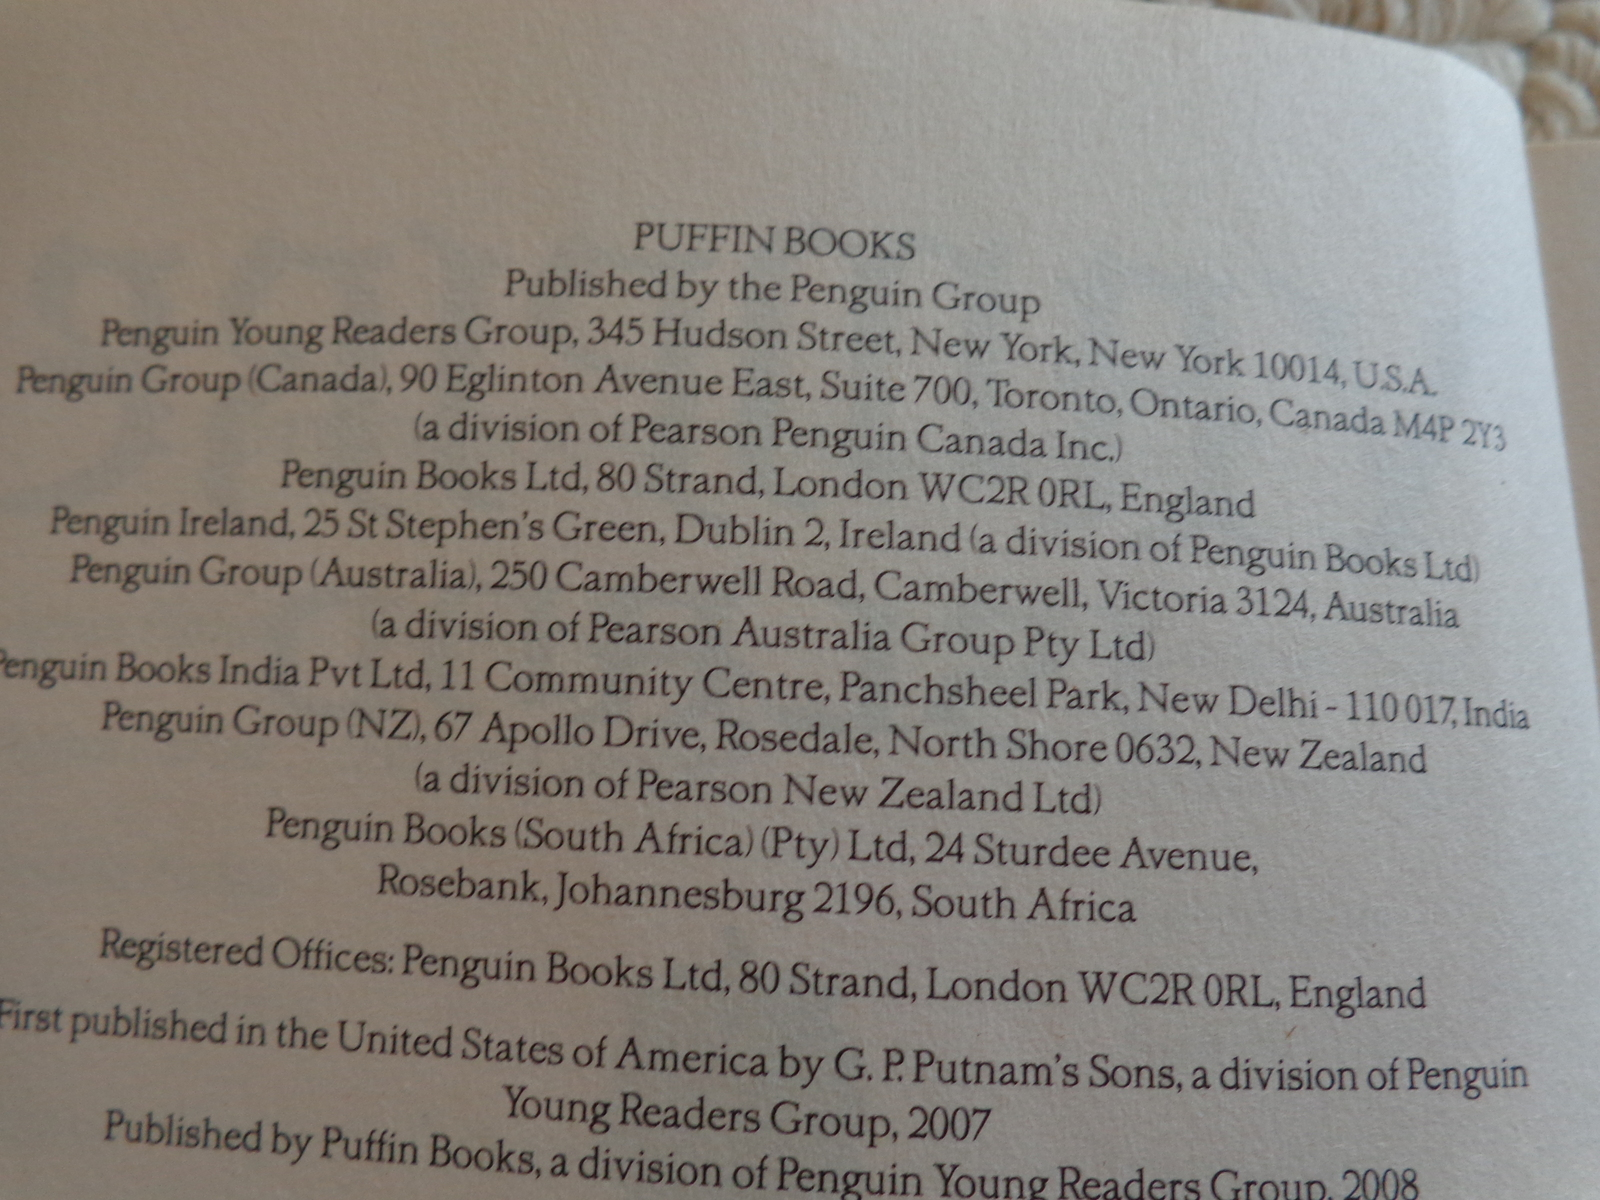 PUFFIN BOOKS
Published by the Penguin Group
Penguin Young Readers Group, 345 Hudson Street, New York, New York 10014, U.S.A.
Penguin Group (Canada), 90 Eglinton Avenue East, Suite 700, Toronto, Ontario, Canada M4P 2Y3
(a division of Pearson Penguin Canada Inc.)
Penguin Books Ltd, 80 Strand, London WC2R 0RL, England
Penguin Ireland, 25 St Stephen's Green, Dublin 2, Ireland (a division of Penguin Books Ltd)
Penguin Group (Australia), 250 Camberwell Road, Camberwell, Victoria 3124, Australia
(a division of Pearson Australia Group Pty Ltd)
Penguin Books India Pvt Ltd, 11 Community Centre, Panchsheel Park, New Delhi - 110 017, India
Penguin Group (NZ), 67 Apollo Drive, Rosedale, North Shore 0632, New Zealand
(a division of Pearson New Zealand Ltd)
Penguin Books (South Africa) (Pty) Ltd, 24 Sturdee Avenue,
Rosebank, Johannesburg 2196, South Africa
Registered Offices: Penguin Books Ltd, 80 Strand, London WC2R 0RL, England
First published in the United States of America by G. P. Putnam's Sons, a division of Penguin
Young Readers Group, 2007
Published by Puffin Books, a division of Penguin Young Readers Group, 2008